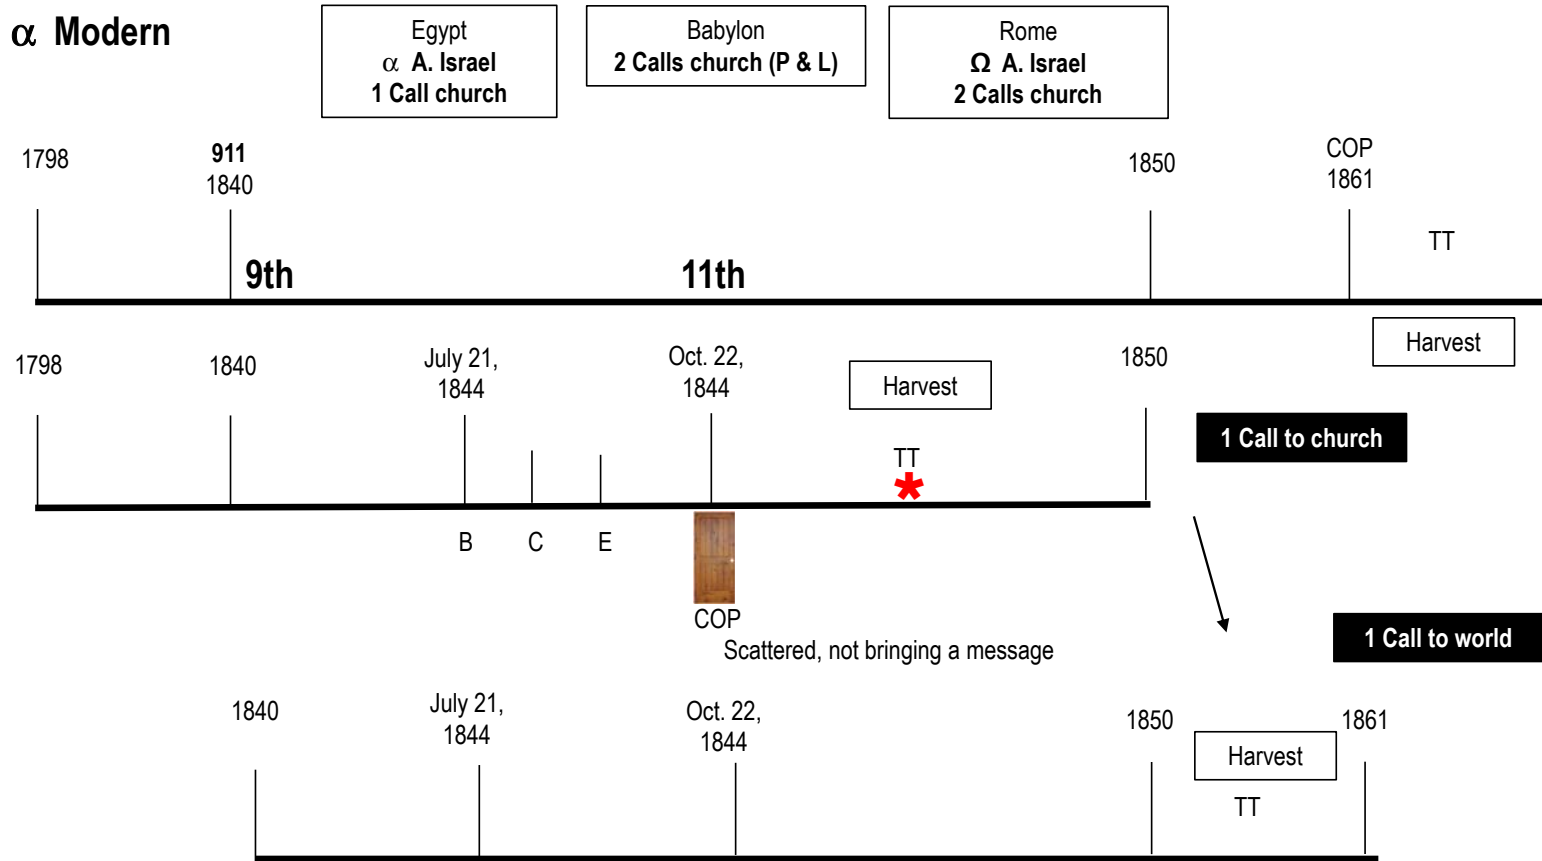 α Modern
Egypt
α A. Israel
1 Call church
Babylon
2 Calls church (P & L)
Rome
Ω A. Israel
2 Calls church
1798
911
1840
1850
COP
1861
TT
9th
11th
Harvest
1798
1840
July 21,
1844
Oct. 22,
1844
Harvest
1850
1 Call to church
TT
*
B
C
E
COP
Scattered, not bringing a message
1 Call to world
1840
July 21,
1844
Oct. 22,
1844
1850
1861
Harvest
TT